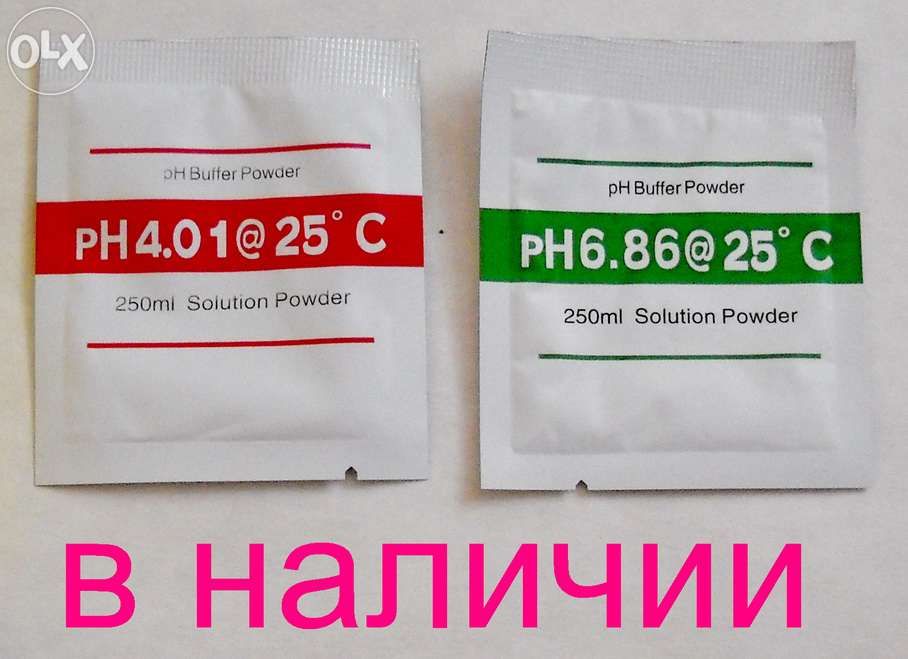 OLX
pH Buffer Powder
pH4.01@ 25°C
250ml Solution Powder
pH Buffer Powder
pH6.86@ 25°C
250ml Solution Powder
в наличии